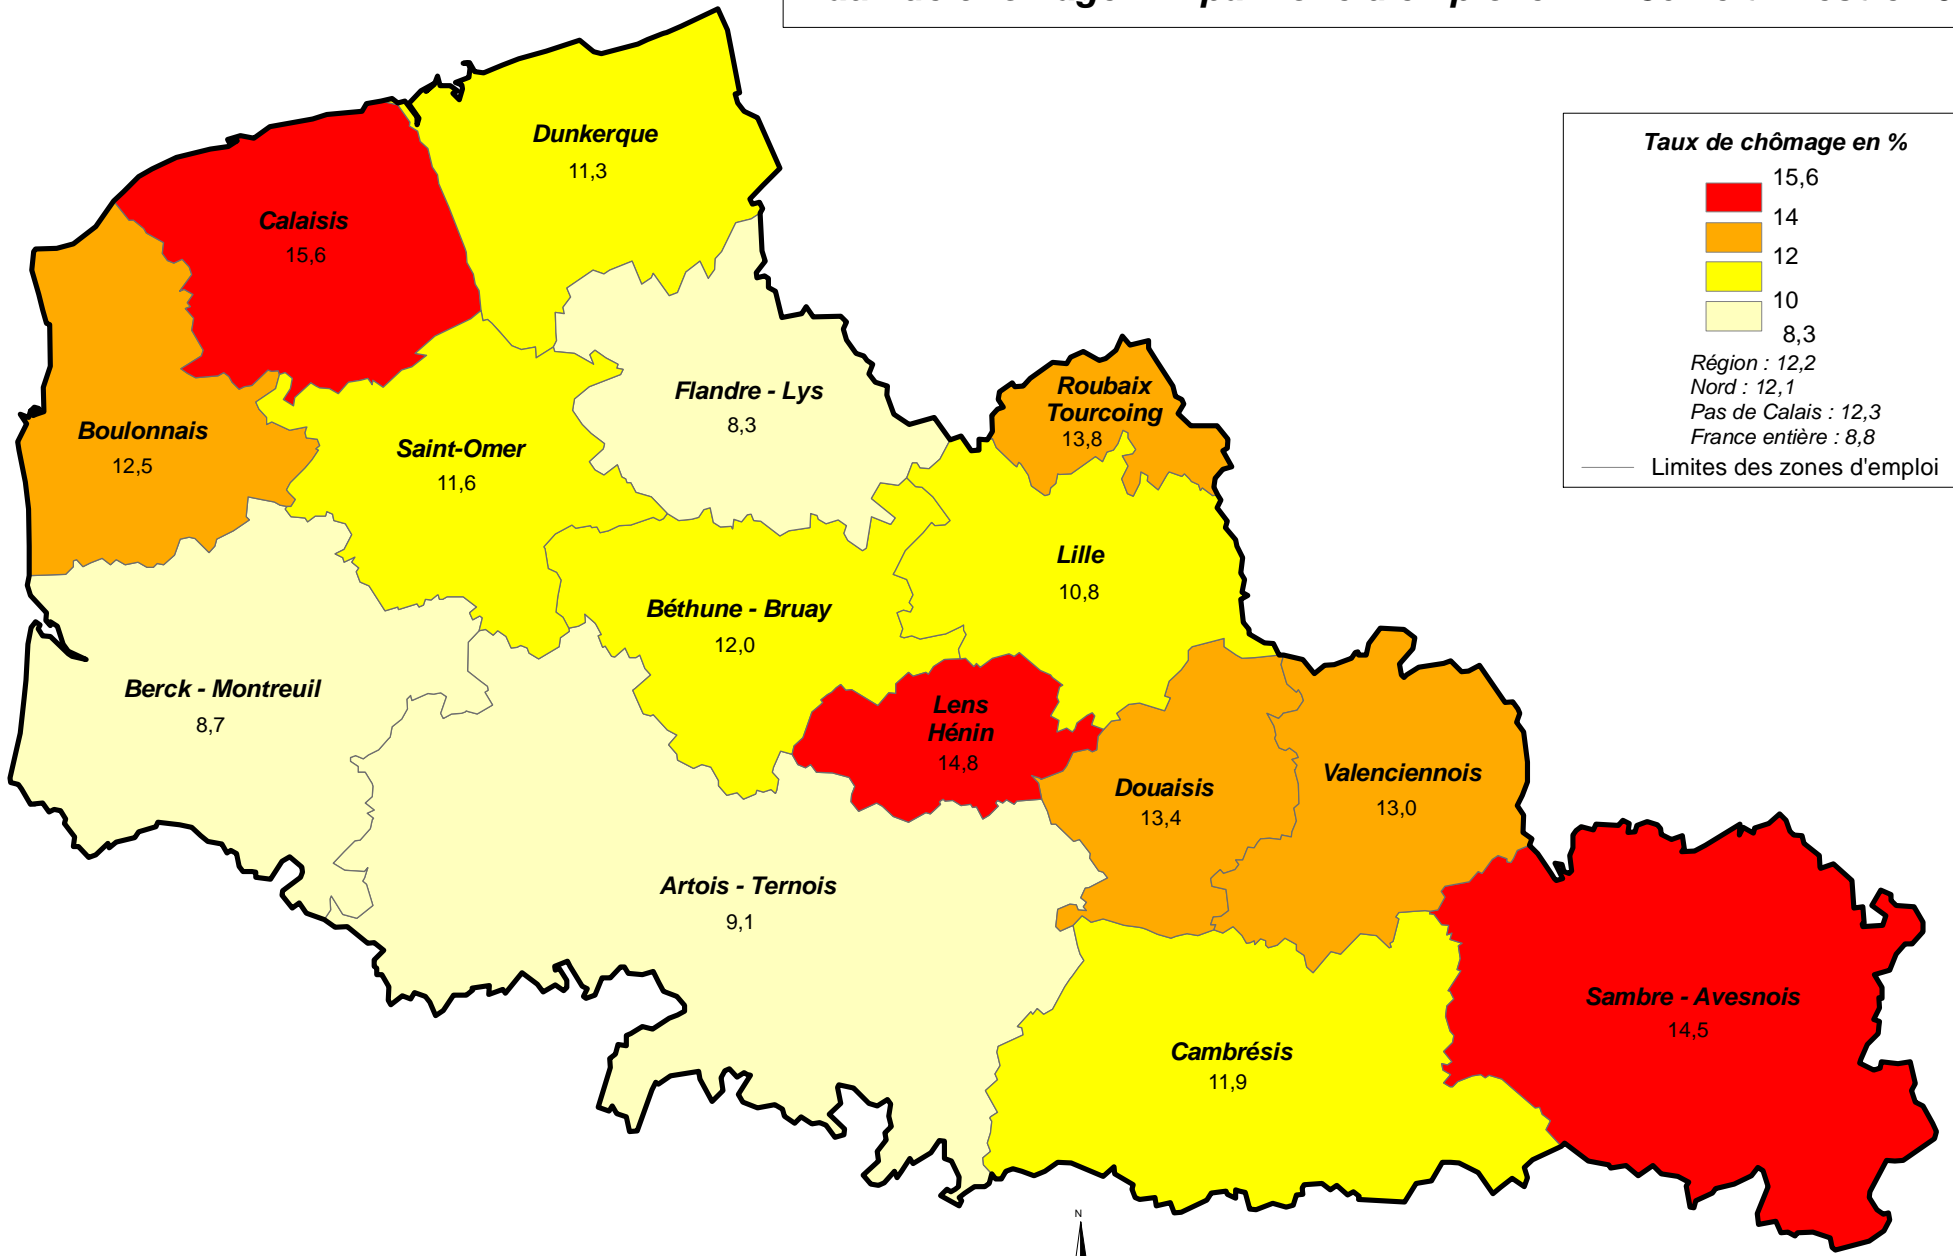 Dunkerque
11,3
Calaisis
15,6
Boulonnais
12,5
Saint-Omer
11,6
Flandre - Lys
8,3
Roubaix
Tourcoing
13,8
Lille
10,8
Béthune - Bruay
12,0
Berck - Montreuil
8,7
Lens
Hénin
14,8
Douaisis
13,4
Valenciennois
13,0
Artois - Ternois
9,1
Cambrésis
11,9
Sambre - Avesnois
14,5
Taux de chômage en %
15,6
14
12
10
8,3
Région : 12,2
Nord : 12,1
Pas de Calais : 12,3
France entière : 8,8
Limites des zones d'emploi
N